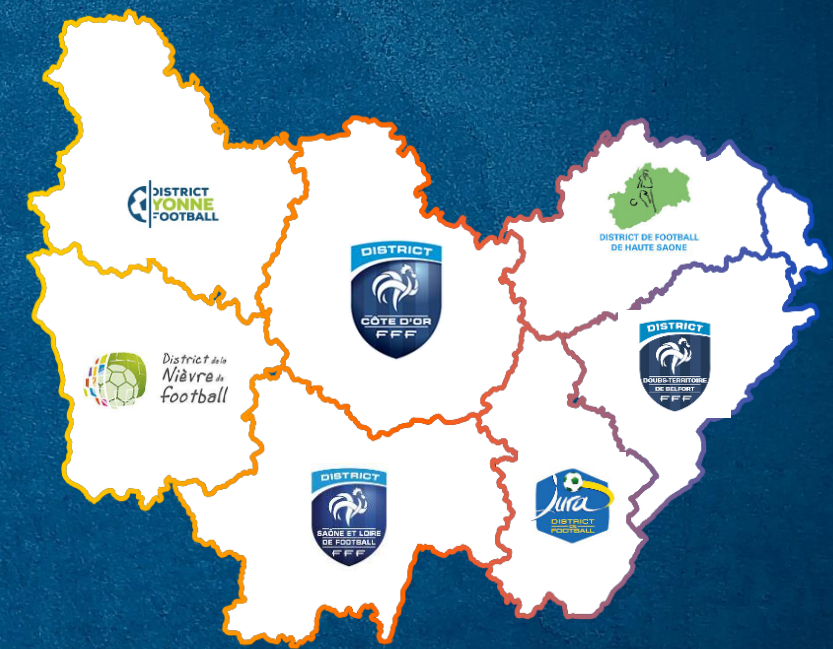 DISTRICT
YONNE
FOOTBALL
DISTRICT DE FOOTBALL
DE HAUTE SAONE
DISTRICT
CÔTE D'OR
FFF
DISTRICT
DOUBS-TERRITOIRE
DE BELFORT
FFF
District de la
Nièvre de
football
DISTRICT
SAÔNE ET LOIRE
DE FOOTBALL
FFF
Jura
DISTRICT
DE
FOOTBALL